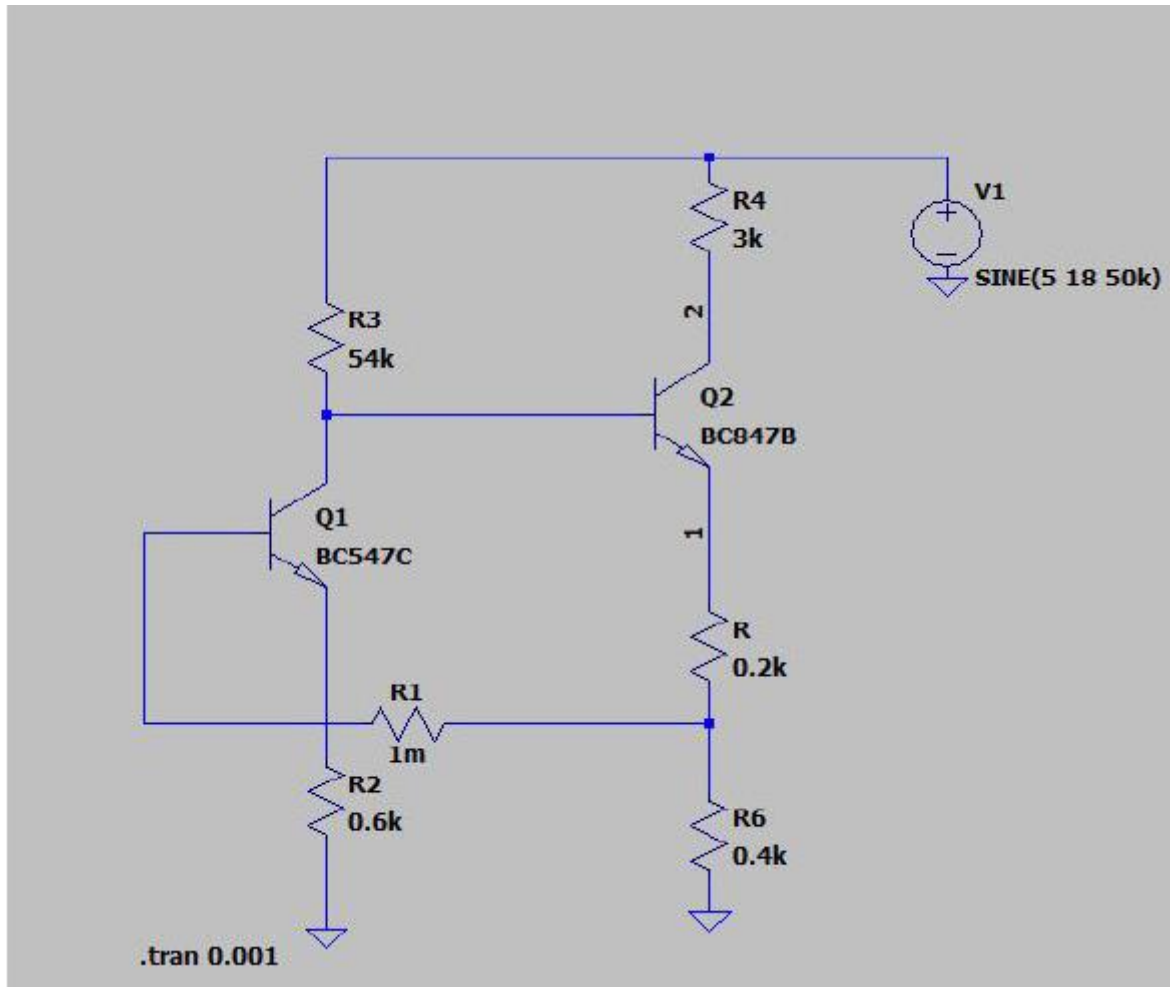 V1
SINE(5 18 50k)
R4
3k
2
R3
54k
Q2
BC847B
Q1
BC547C
1
R
0.2k
R1
1m
R2
0.6k
R6
0.4k
.tran 0.001